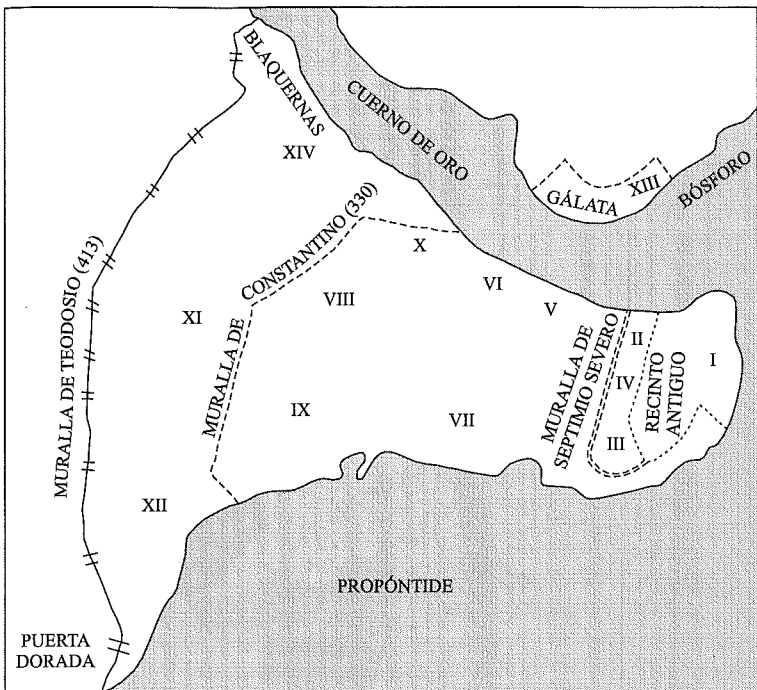 BLAQUERNAS
CUERNO DE ORO
BÓSFORO
XIV
XIII
GÁLATA
CONSTANTINO (330)
MURALLA DE
X
VI
V
VIII
XI
MURALLA DE TEODOSIO (413)
IX
VII
MURALLA DE
SEPTIMIO SEVERO
II
IV
III
RECINTO
ANTIGUO
I
XII
PROPÓNTIDE
PUERTA
DORADA